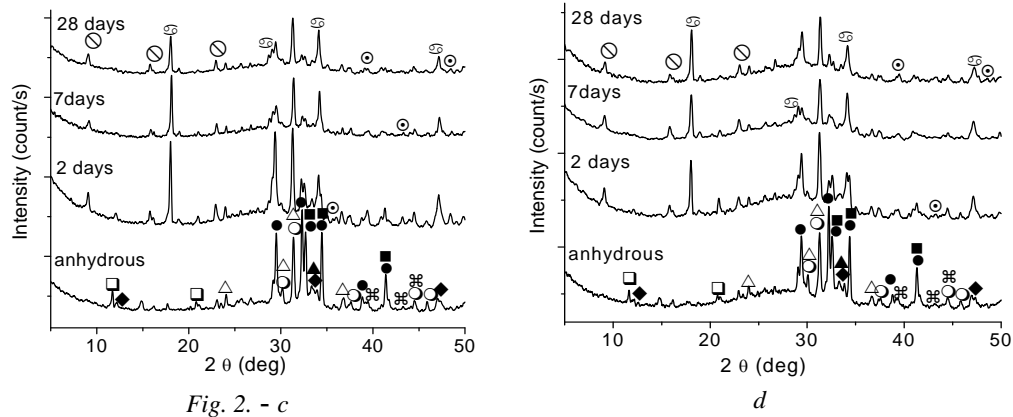 28 days
7days
2 days
anhydrous
Intensity (count/s)
10 20 30 40 50
2 θ (deg)
Fig. 2. - c
28 days
7days
2 days
anhydrous
Intensity (count/s)
10 20 30 40 50
2 θ (deg)
d